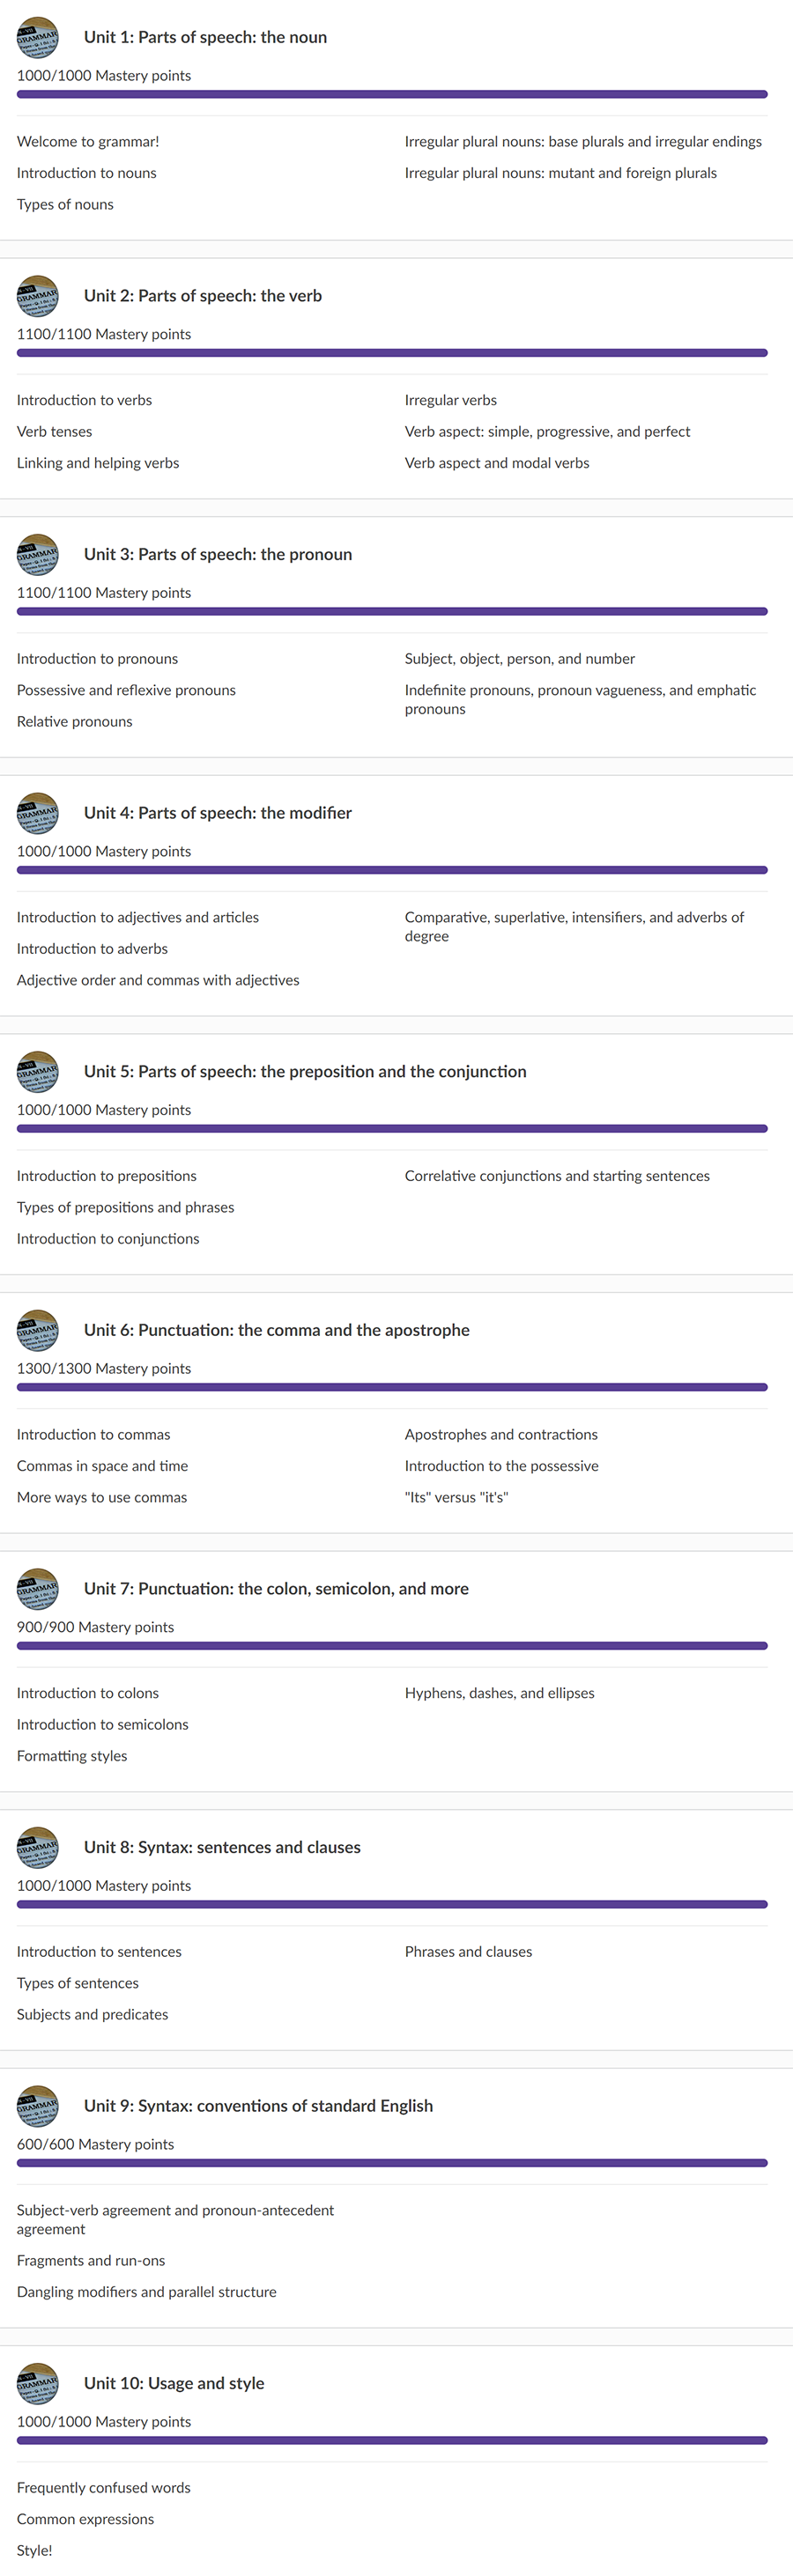 Unit 1: Parts of speech: the noun
1000/1000 Mastery points
Welcome to grammar!
Introduction to nouns
Types of nouns
Irregular plural nouns: base plurals and irregular endings
Irregular plural nouns: mutant and foreign plurals
Unit 2: Parts of speech: the verb
1100/1100 Mastery points
Introduction to verbs
Verb tenses
Linking and helping verbs
Irregular verbs
Verb aspect: simple, progressive, and perfect
Verb aspect and modal verbs
Unit 3: Parts of speech: the pronoun
1100/1100 Mastery points
Introduction to pronouns
Possessive and reflexive pronouns
Relative pronouns
Subject, object, person, and number
Indefinite pronouns, pronoun vagueness, and emphatic
pronouns
Unit 4: Parts of speech: the modifier
1000/1000 Mastery points
Introduction to adjectives and articles
Introduction to adverbs
Adjective order and commas with adjectives
Comparative, superlative, intensifiers, and adverbs of
degree
Unit 5: Parts of speech: the preposition and the conjunction
1000/1000 Mastery points
Introduction to prepositions
Types of prepositions and phrases
Introduction to conjunctions
Correlative conjunctions and starting sentences
Unit 6: Punctuation: the comma and the apostrophe
1300/1300 Mastery points
Introduction to commas
Commas in space and time
More ways to use commas
Apostrophes and contractions
Introduction to the possessive
"Its" versus "it's"
Unit 7: Punctuation: the colon, semicolon, and more
900/900 Mastery points
Introduction to colons
Introduction to semicolons
Formatting styles
Hyphens, dashes, and ellipses
Unit 8: Syntax: sentences and clauses
1000/1000 Mastery points
Introduction to sentences
Types of sentences
Subjects and predicates
Phrases and clauses
Unit 9: Syntax: conventions of standard English
600/600 Mastery points
Subject-verb agreement and pronoun-antecedent
agreement
Fragments and run-ons
Dangling modifiers and parallel structure
Unit 10: Usage and style
1000/1000 Mastery points
Frequently confused words
Common expressions
Style!